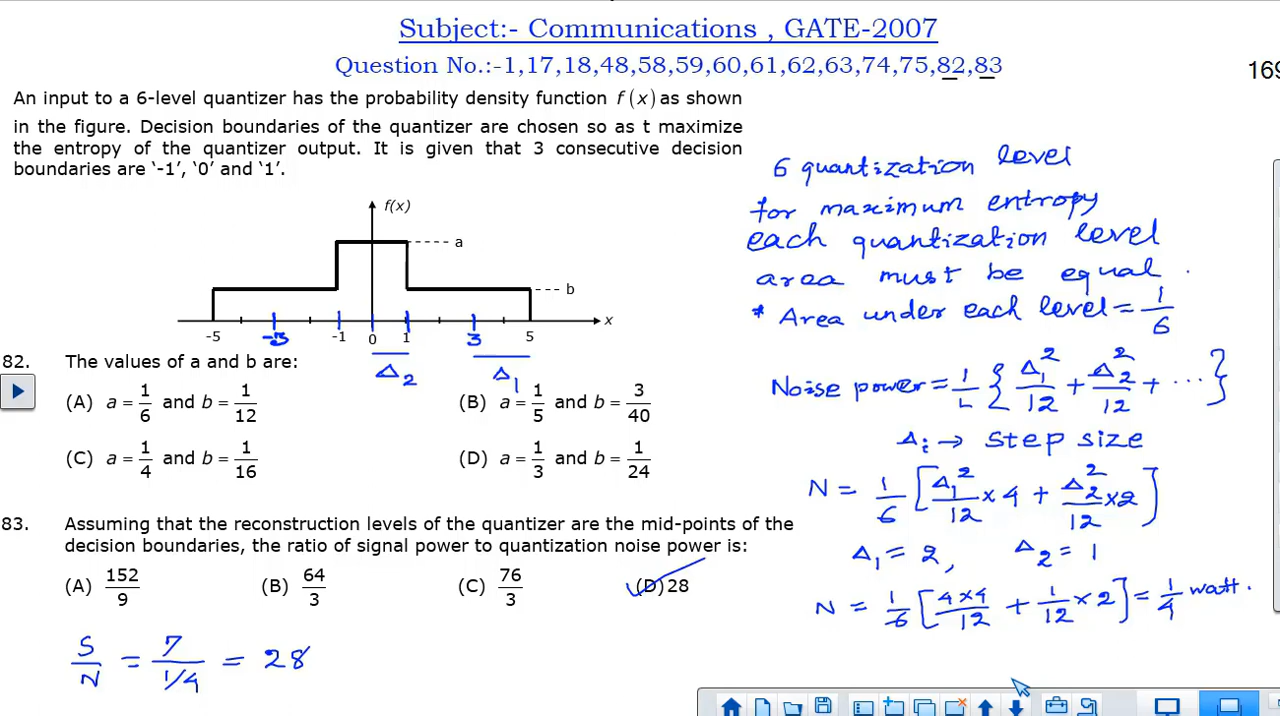 Subject:- Communications , GATE-2007
Question No.:-1,17,18,48,58,59,60,61,62,63,74,75,82,83
169
An input to a 6-level quantizer has the probability density function f(x) as shown
in the figure. Decision boundaries of the quantizer are chosen so as t maximize
the entropy of the quantizer output. It is given that 3 consecutive decision
boundaries are '-1', '0' and '1'.
f(x)
a
b
x
-5 -3 -1 0 1 3 5
Δ₂ Δ₁
82. The values of a and b are:
(A) a = 1/6 and b = 1/12 (B) a = 1/5 and b = 3/40
(C) a = 1/4 and b = 1/16 (D) a = 1/3 and b = 1/24
83. Assuming that the reconstruction levels of the quantizer are the mid-points of the
decision boundaries, the ratio of signal power to quantization noise power is:
(A) 152/9 (B) 64/3 (C) 76/3 (D) 28
S/N = 7/(1/4) = 28
6 quantization level
for maximum entropy
each quantization level
area must be equal .
* Area under each level = 1/6
Noise power = 1/L { Δ₁²/12 + Δ₂²/12 + ... }
Δᵢ → step size
N = 1/6 [ Δ₁²/12 × 4 + Δ₂²/12 × 2 ]
Δ₁ = 2, Δ₂ = 1
N = 1/6 [ 4×4/12 + 1/12 × 2 ] = 1/4 watt.